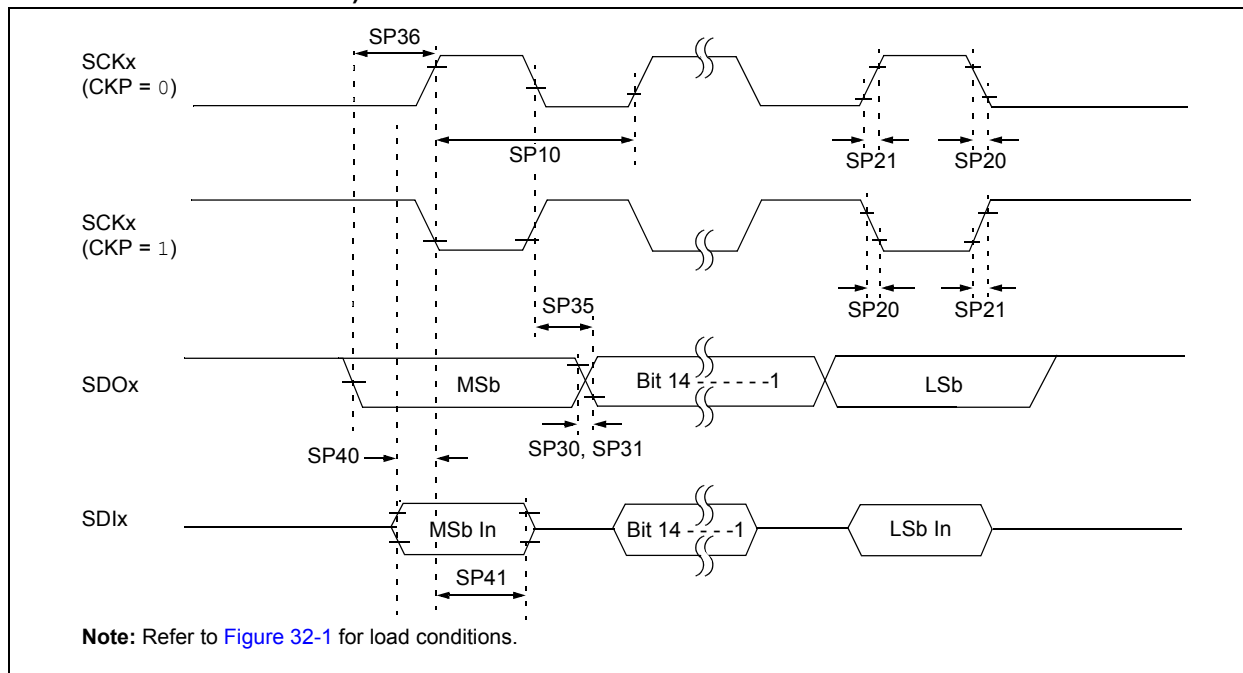 SP36
SCKx
(CKP = 0)
SP10
SP21
SP20
SCKx
(CKP = 1)
SP35
SP20
SP21
SDOx
MSb
Bit 14 - - - - - -1
LSb
SP40
SP30, SP31
SDIx
MSb In
Bit 14 - - - -1
LSb In
SP41
Note: Refer to Figure 32-1 for load conditions.